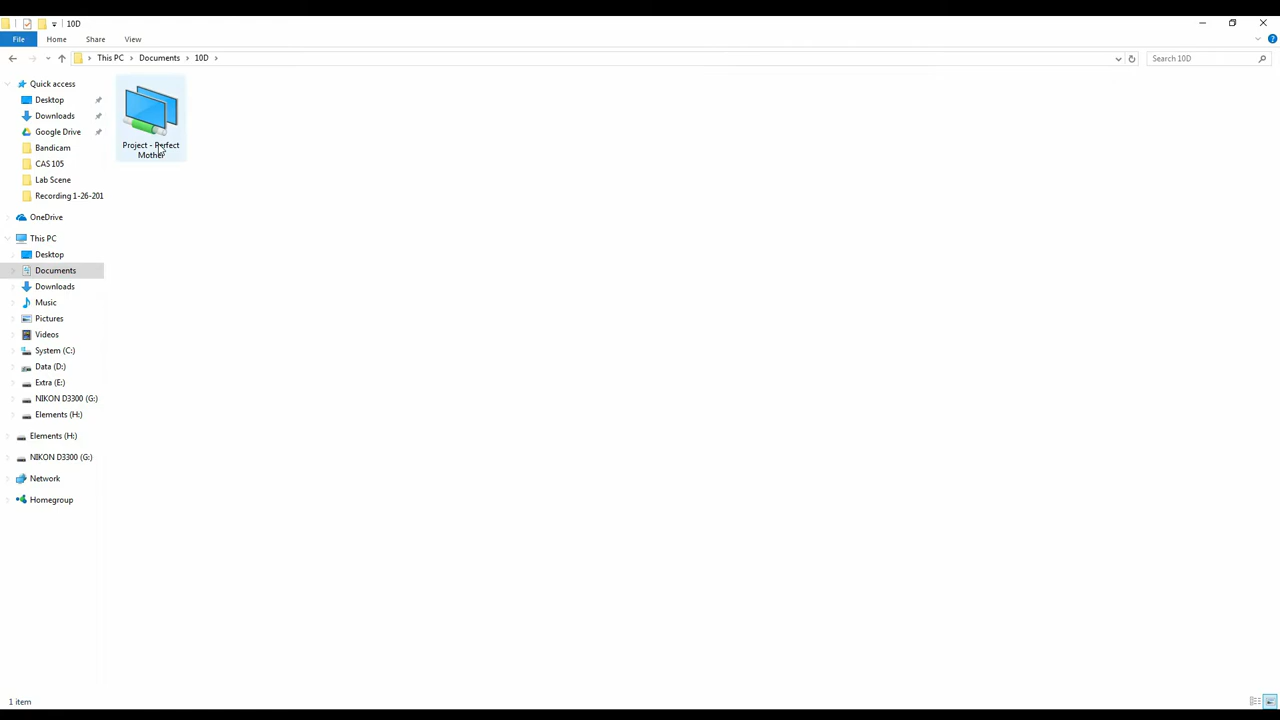 10D
File Home Share View
This PC Documents 10D
Search 10D
Quick access
Desktop
Downloads
Google Drive
Bandicam
CAS 105
Lab Scene
Recording 1-26-201
OneDrive
This PC
Desktop
Documents
Downloads
Music
Pictures
Videos
System (C:)
Data (D:)
Extra (E:)
NIKON D3300 (G:)
Elements (H:)
Elements (H:)
NIKON D3300 (G:)
Network
Homegroup
Project - Perfect
Mother
1 item